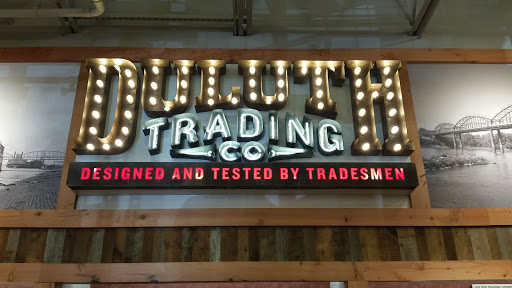 DULUTH
TRADING
CO
DESIGNED AND TESTED BY TRADESMEN